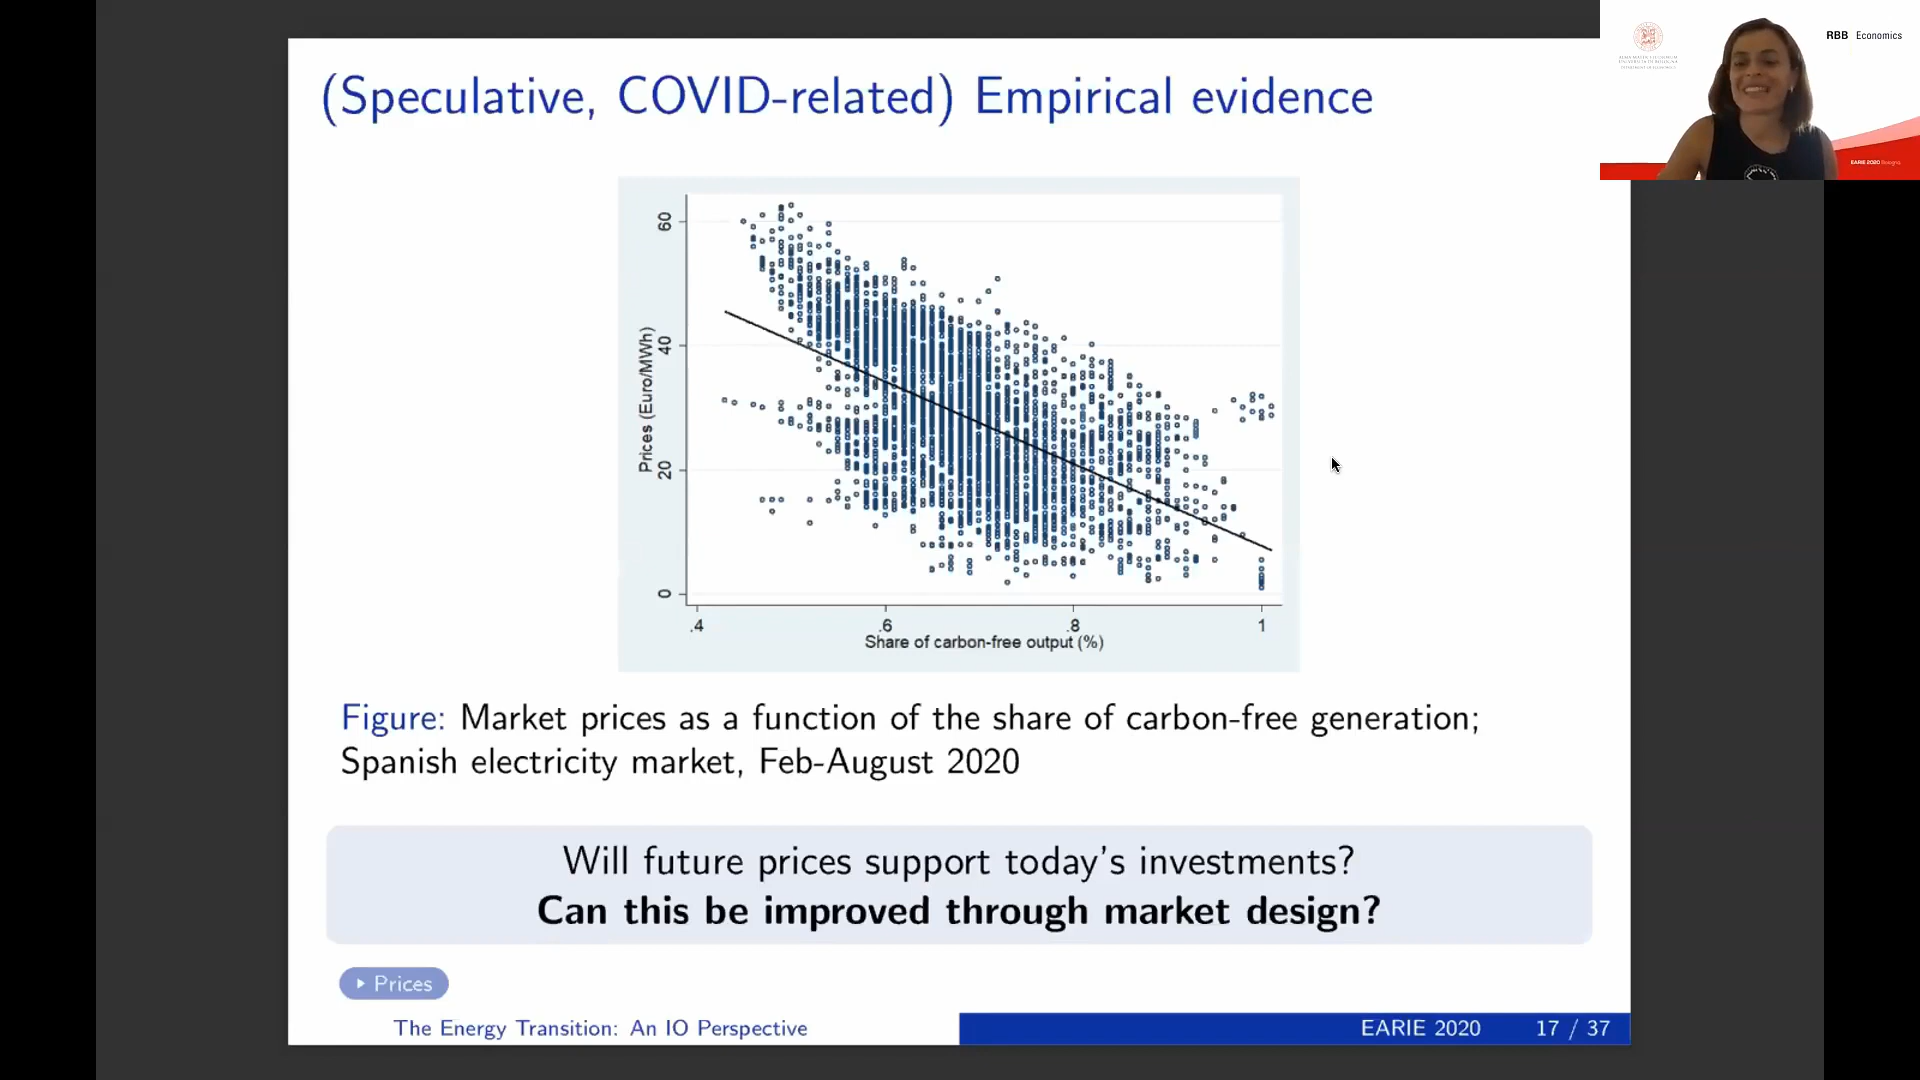 (Speculative, COVID-related) Empirical evidence
RBB Economics
EARIE 2020 Bologna
60
40
20
0
Prices (Euro/MWh)
.4
.6
.8
1
Share of carbon-free output (%)
Figure: Market prices as a function of the share of carbon-free generation;
Spanish electricity market, Feb-August 2020
Will future prices support today's investments?
Can this be improved through market design?
Prices
The Energy Transition: An IO Perspective
EARIE 2020
17 / 37